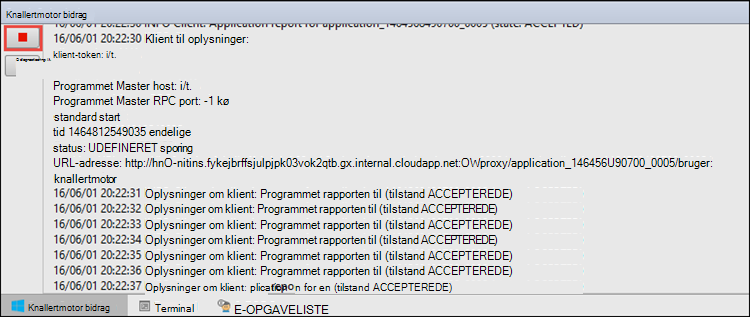 Knallertmotor bidrag
16/06/01 20:22:30 INFO Client: Application report for application_1464566490700_0005 (state: ACCEPTED)
16/06/01 20:22:30 Klient til oplysninger:
klient-token: i/t.
Programmet Master host: i/t.
Programmet Master RPC port: -1 kø
standard start
tid 1464812549035 endelige
status: UDEFINERET sporing
URL-adresse: http://hnO-nitins.fykejbrffsjulpjpk03vok2qtb.gx.internal.cloudapp.net:OW/proxy/application_146456U90700_0005/bruger:
knallertmotor
16/06/01 20:22:31 Oplysninger om klient: Programmet rapporten til (tilstand ACCEPTEREDE)
16/06/01 20:22:32 Oplysninger om klient: Programmet rapporten til (tilstand ACCEPTEREDE)
16/06/01 20:22:33 Oplysninger om klient: Programmet rapporten til (tilstand ACCEPTEREDE)
16/06/01 20:22:34 Oplysninger om klient: Programmet rapporten til (tilstand ACCEPTEREDE)
16/06/01 20:22:35 Oplysninger om klient: Programmet rapporten til (tilstand ACCEPTEREDE)
16/06/01 20:22:36 Oplysninger om klient: Programmet rapporten til (tilstand ACCEPTEREDE)
16/06/01 20:22:37 Oplysninger om klient: plication n for en (tilstand ACCEPTEREDE)
Knallertmotor bidrag Terminal E-OPGAVELISTE